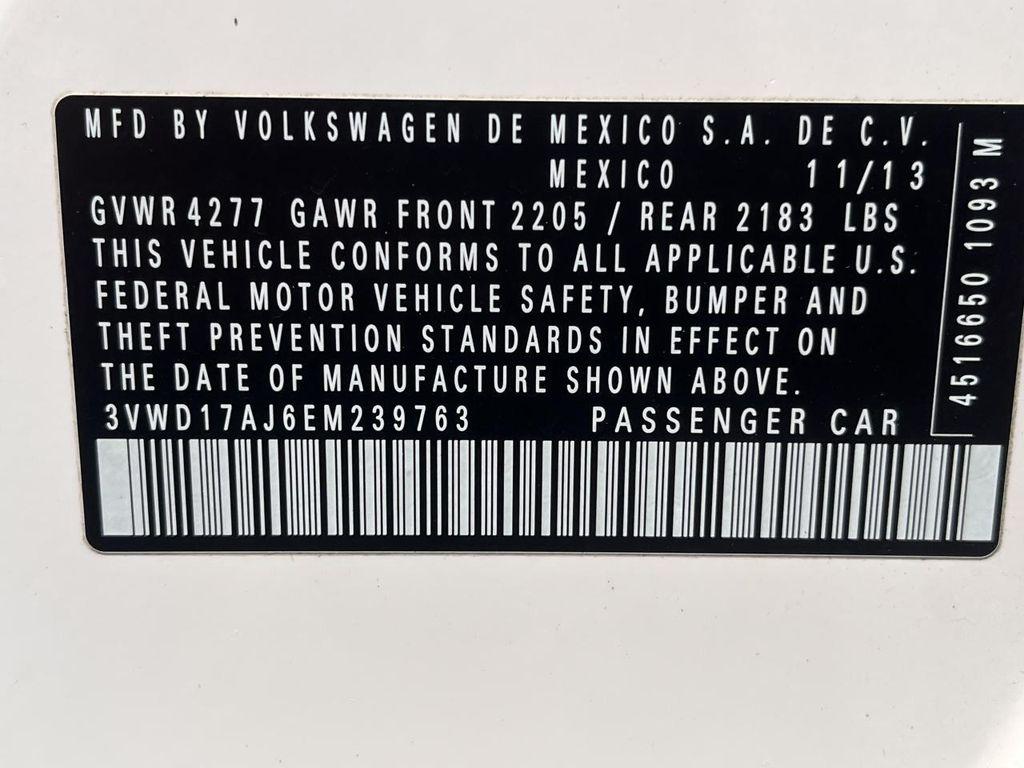 MFD BY VOLKSWAGEN DE MEXICO S.A. DE C.V.
MEXICO 11/13
GVWR 4277 GAWR FRONT 2205 / REAR 2183 LBS
THIS VEHICLE CONFORMS TO ALL APPLICABLE U.S.
FEDERAL MOTOR VEHICLE SAFETY, BUMPER AND
THEFT PREVENTION STANDARDS IN EFFECT ON
THE DATE OF MANUFACTURE SHOWN ABOVE.
3VWD17AJ6EM239763 PASSENGER CAR
4516650 1093 M